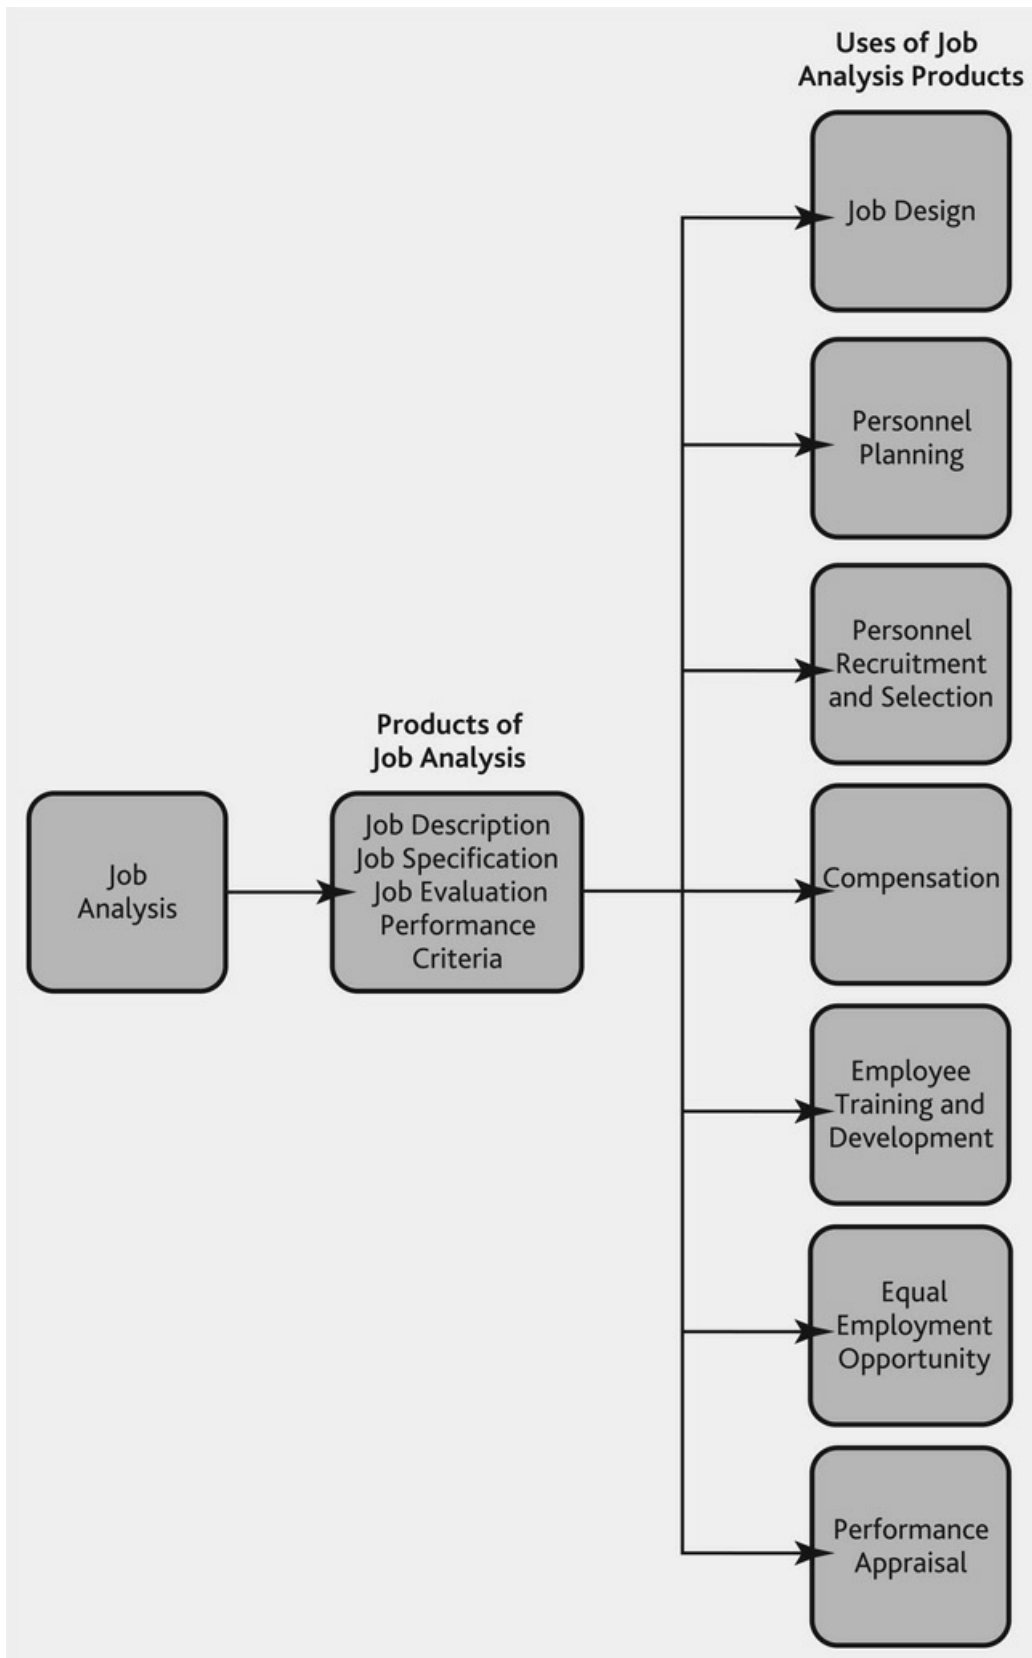 Uses of Job
Analysis Products
Job Design
Personnel
Planning
Personnel
Recruitment
and Selection
Products of
Job Analysis
Job
Analysis
Job Description
Job Specification
Job Evaluation
Performance
Criteria
Compensation
Employee
Training and
Development
Equal
Employment
Opportunity
Performance
Appraisal